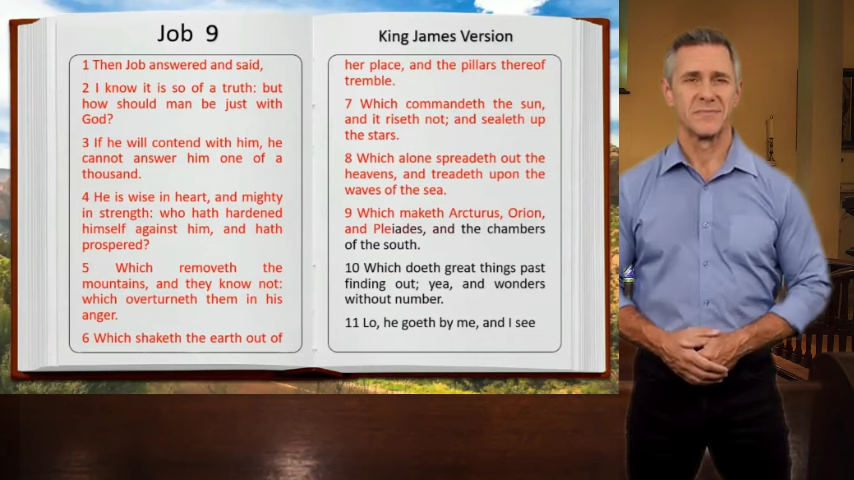 Job 9
1 Then Job answered and said,
2 I know it is so of a truth: but
how should man be just with
God?
3 If he will contend with him, he
cannot answer him one of a
thousand.
4 He is wise in heart, and mighty
in strength: who hath hardened
himself against him, and hath
prospered?
5 Which removeth the
mountains, and they know not:
which overturneth them in his
anger.
6 Which shaketh the earth out of
King James Version
her place, and the pillars thereof
tremble.
7 Which commandeth the sun,
and it riseth not; and sealeth up
the stars.
8 Which alone spreadeth out the
heavens, and treadeth upon the
waves of the sea.
9 Which maketh Arcturus, Orion,
and Pleiades, and the chambers
of the south.
10 Which doeth great things past
finding out; yea, and wonders
without number.
11 Lo, he goeth by me, and I see